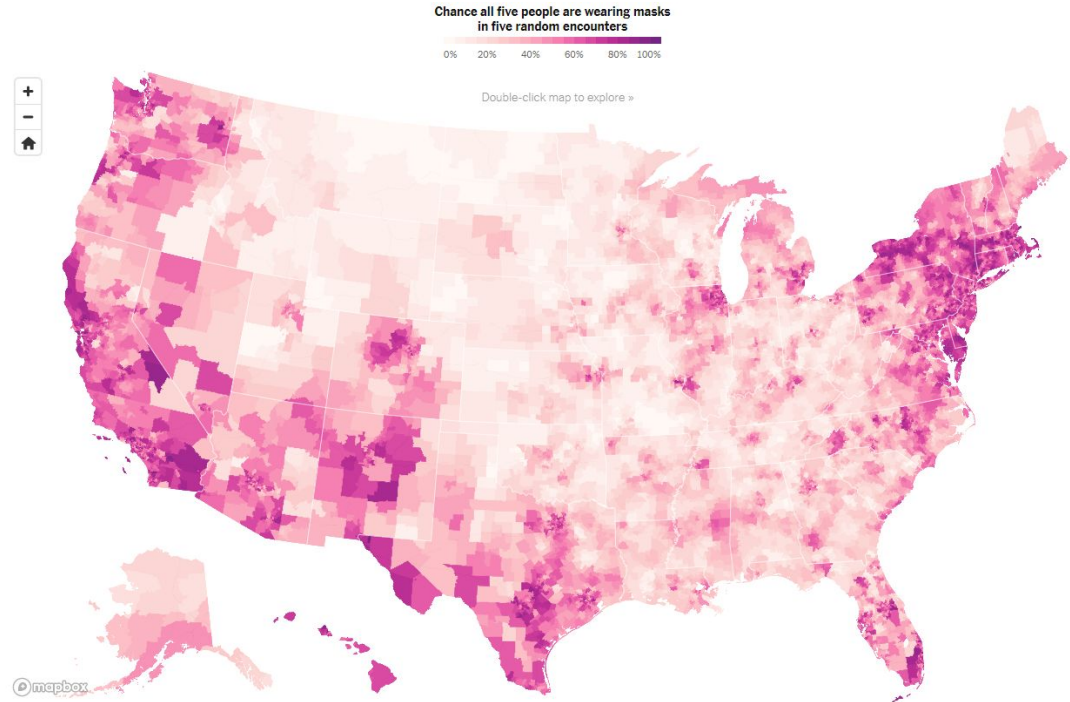 Chance all five people are wearing masks
in five random encounters
0% 20% 40% 60% 80% 100%
+
−
Double-click map to explore »
mapbox